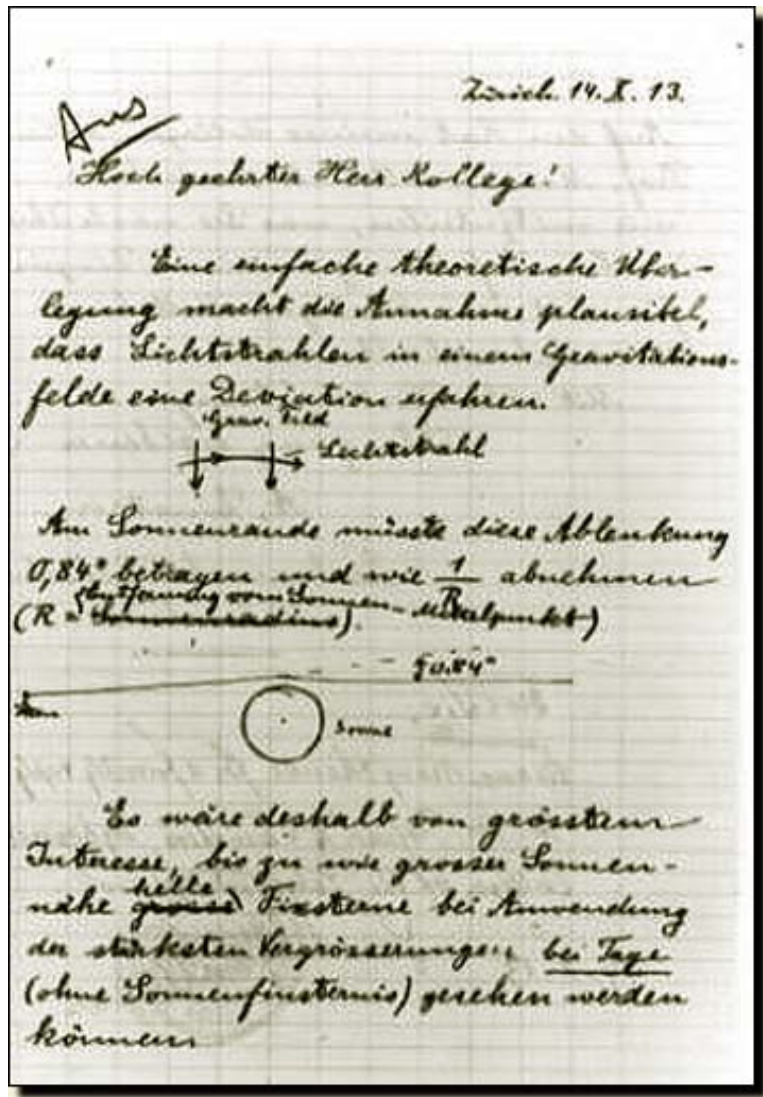 Zürich. 14. X. 13.
Aus
Hoch geehrter Herr Kollege!
Eine einfache theoretische Über-
legung macht die Annahme plausibel,
dass Lichtstrahlen in einem Gravitations-
felde eine Deviation erfahren.
Grav. Feld
Lichtstrahl
Am Sonnenrande müsste diese Ablenkung
0,84" betragen und wie 1/R abnehmen
Entfernung vom Sonnen-Mittelpunkt)
(R = Sonnenradius).
0.84"
Stern
Sonne
Es wäre deshalb von grösstem
Interesse, bis zu wie grosser Sonnen-
helle
nähe grosse Fixsterne bei Anwendung
der stärksten Vergrösserungen bei Tage
(ohne Sonnenfinsternis) gesehen werden
können.